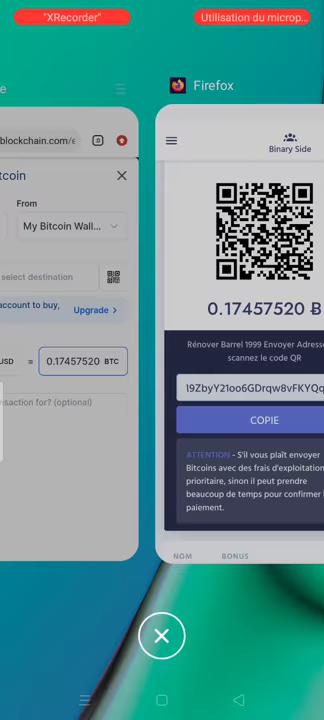 "XRecorder"
Utilisation du microp...
e
Firefox
blockchain.com/e
Binary Side
tcoin
From
My Bitcoin Wall...
select destination
account to buy,
Upgrade
USD = 0.17457520 BTC
nsaction for? (optional)
0.17457520 Ƀ
Rénover Barrel 1999 Envoyer Adresse
scannez le code QR
l9ZbyY21oo6GDrqw8vFKYQq
COPIE
ATTENTION - S'il vous plaît envoyer
Bitcoins avec des frais d'exploitation
prioritaire, sinon il peut prendre
beaucoup de temps pour confirmer l
paiement.
NOM BONUS